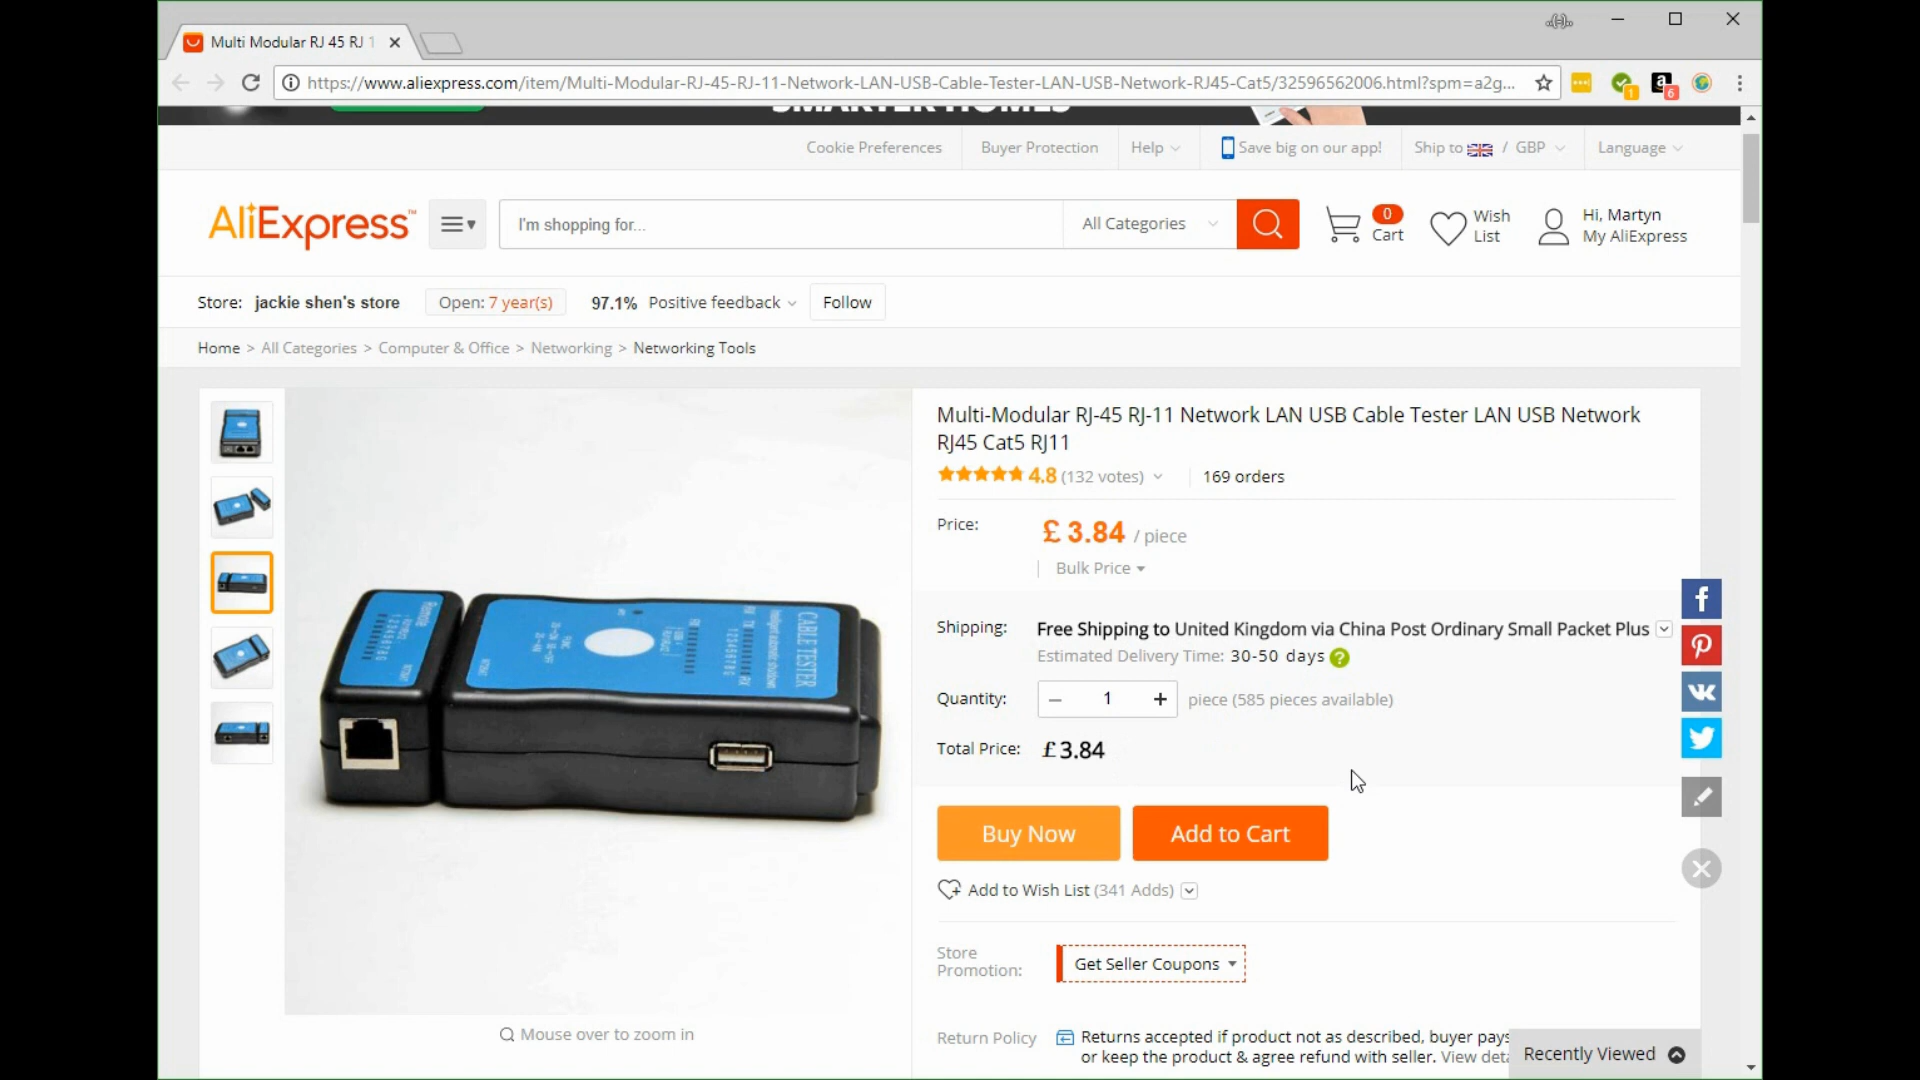 Multi Modular RJ 45 RJ 1
https://www.aliexpress.com/item/Multi-Modular-RJ-45-RJ-11-Network-LAN-USB-Cable-Tester-LAN-USB-Network-RJ45-Cat5/32596562006.html?spm=a2g...
1
a
6
SMARTER HOMES
Cookie Preferences
Buyer Protection
Help
Save big on our app!
Ship to / GBP
Language
AliExpress™
I'm shopping for...
All Categories
0
Cart
Wish
List
Hi, Martyn
My AliExpress
Store: jackie shen's store
Open: 7 year(s)
97.1% Positive feedback
Follow
Home > All Categories > Computer & Office > Networking > Networking Tools
Remote
CABLE TESTER
Multi-Modular RJ-45 RJ-11 Network LAN USB Cable Tester LAN USB Network
RJ45 Cat5 RJ11
4.8 (132 votes)
169 orders
Price:
£ 3.84 / piece
Bulk Price
Shipping:
Free Shipping to United Kingdom via China Post Ordinary Small Packet Plus
Estimated Delivery Time: 30-50 days ?
Quantity:
− 1 +
piece (585 pieces available)
Total Price:
£3.84
Buy Now
Add to Cart
Add to Wish List (341 Adds)
Store
Promotion:
Get Seller Coupons
Return Policy
Returns accepted if product not as described, buyer pays
or keep the product & agree refund with seller. View deta
Mouse over to zoom in
Recently Viewed